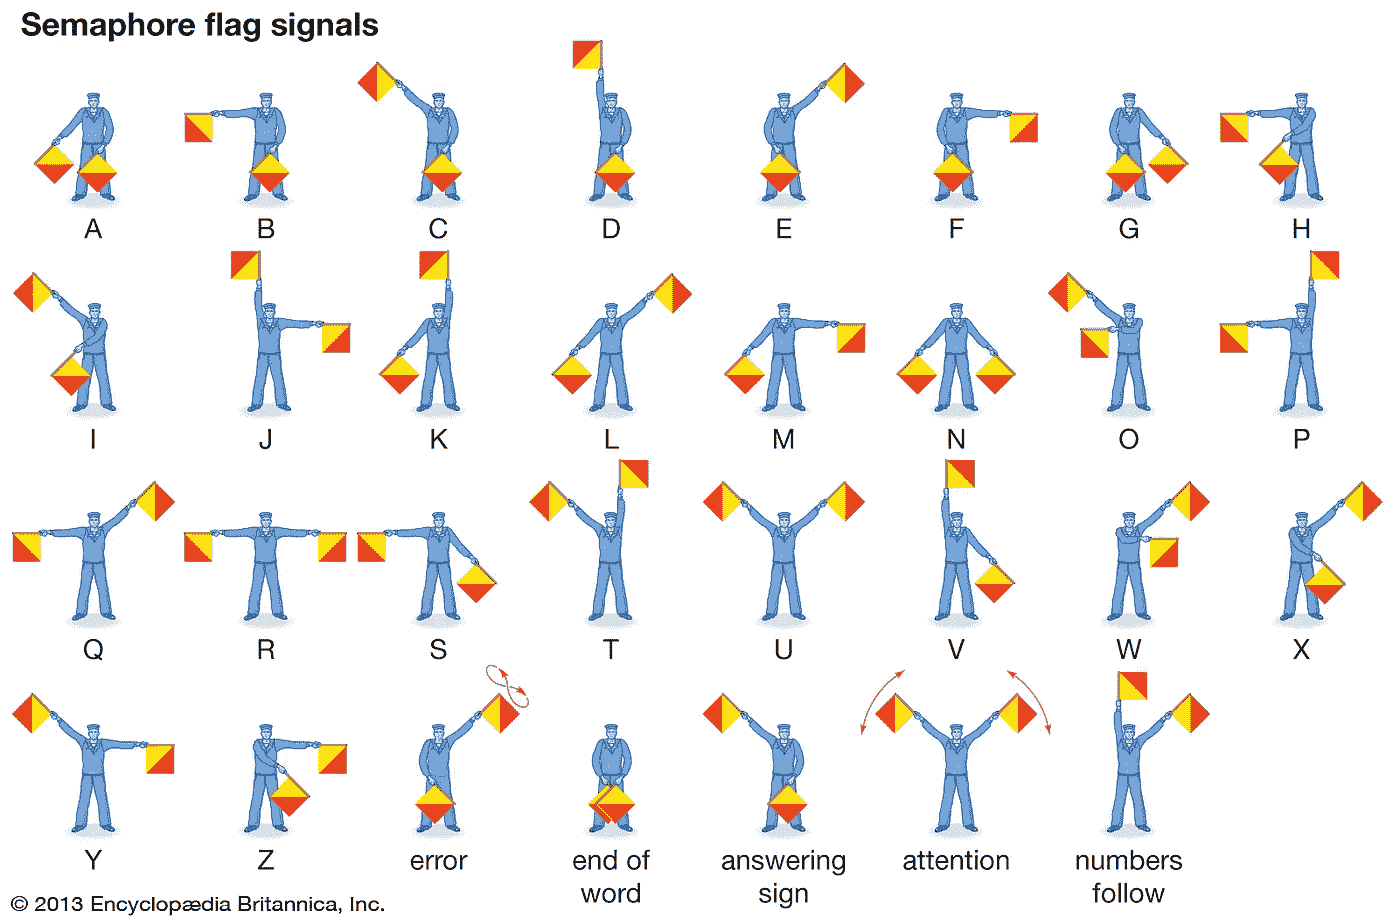 Semaphore flag signals
A B C D E F G H
I J K L M N O P
Q R S T U V W X
Y Z error end of word answering sign attention numbers follow
© 2013 Encyclopædia Britannica, Inc.